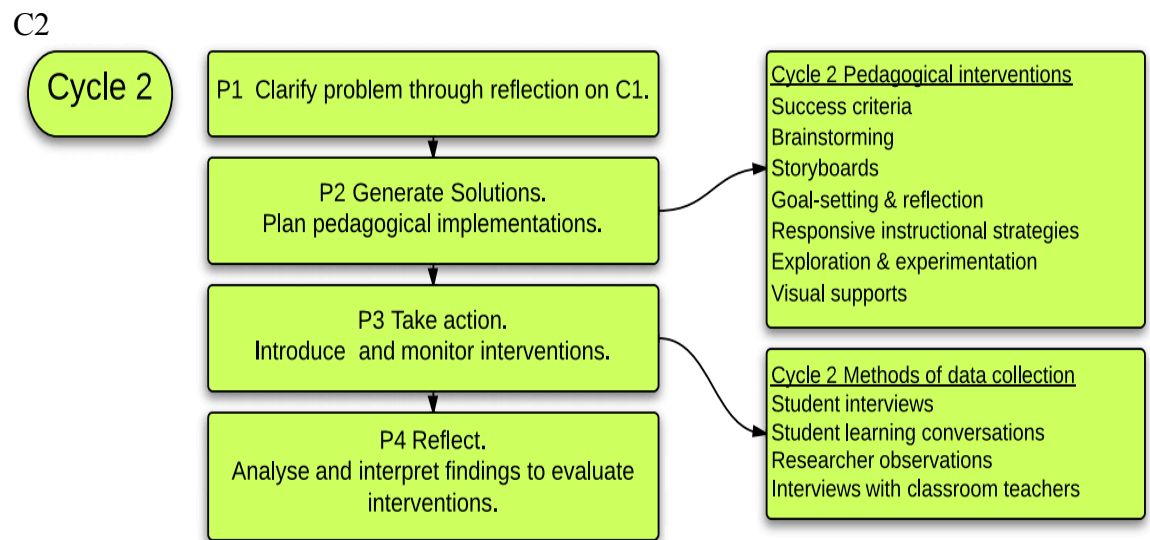 C2
Cycle 2
P1 Clarify problem through reflection on C1.
P2 Generate Solutions.
Plan pedagogical implementations.
P3 Take action.
Introduce and monitor interventions.
P4 Reflect.
Analyse and interpret findings to evaluate
interventions.
Cycle 2 Pedagogical interventions
Success criteria
Brainstorming
Storyboards
Goal-setting & reflection
Responsive instructional strategies
Exploration & experimentation
Visual supports
Cycle 2 Methods of data collection
Student interviews
Student learning conversations
Researcher observations
Interviews with classroom teachers